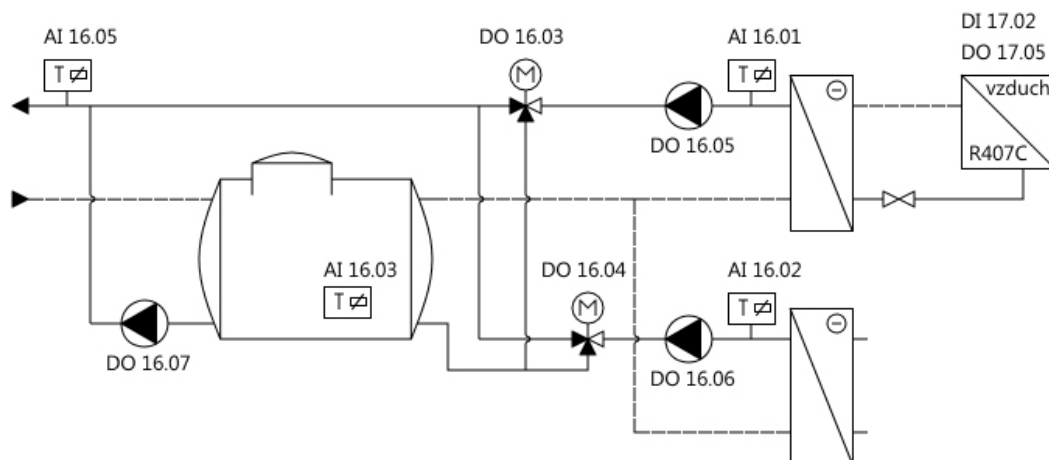 DI 17.02
AI 16.05
DO 16.03
AI 16.01
DO 17.05
T
M
T
vzduch
DO 16.05
R407C
AI 16.03
DO 16.04
AI 16.02
T
M
T
DO 16.07
DO 16.06